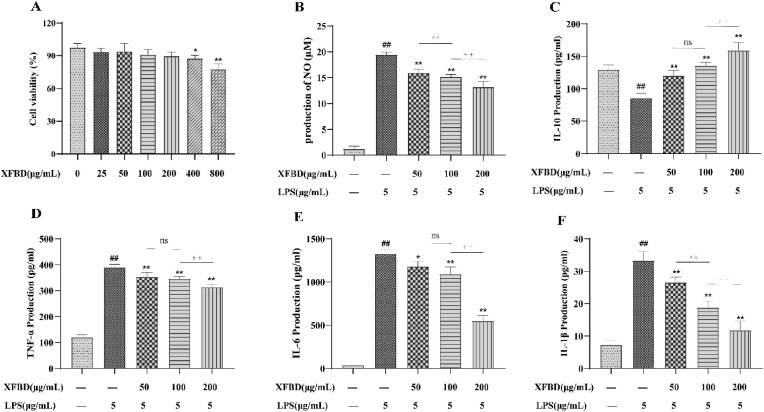 A
Cell viability (%)
120
90
60
30
0
* **
XFBD(μg/mL) 0 25 50 100 200 400 800
B
production of NO (μM)
25
20
15
10
5
0
##
^^
++
** ** **
XFBD(μg/mL) — — 50 100 200
LPS(μg/mL) — 5 5 5 5
C
IL-10 Production (pg/ml)
200
150
100
50
0
##
ns
++
** ** **
XFBD(μg/mL) — — 50 100 200
LPS(μg/mL) — 5 5 5 5
D
TNF-α Production (pg/ml)
500
400
300
200
100
0
##
ns
++
** ** **
XFBD(μg/mL) — — 50 100 200
LPS(μg/mL) — 5 5 5 5
E
IL-6 Production (pg/ml)
1500
1000
500
0
##
ns
++
* ** **
XFBD(μg/mL) — — 50 100 200
LPS(μg/mL) — 5 5 5 5
F
IL-1β Production (pg/ml)
40
30
20
10
0
##
^^
** ** **
XFBD(μg/mL) — — 50 100 200
LPS(μg/mL) — 5 5 5 5